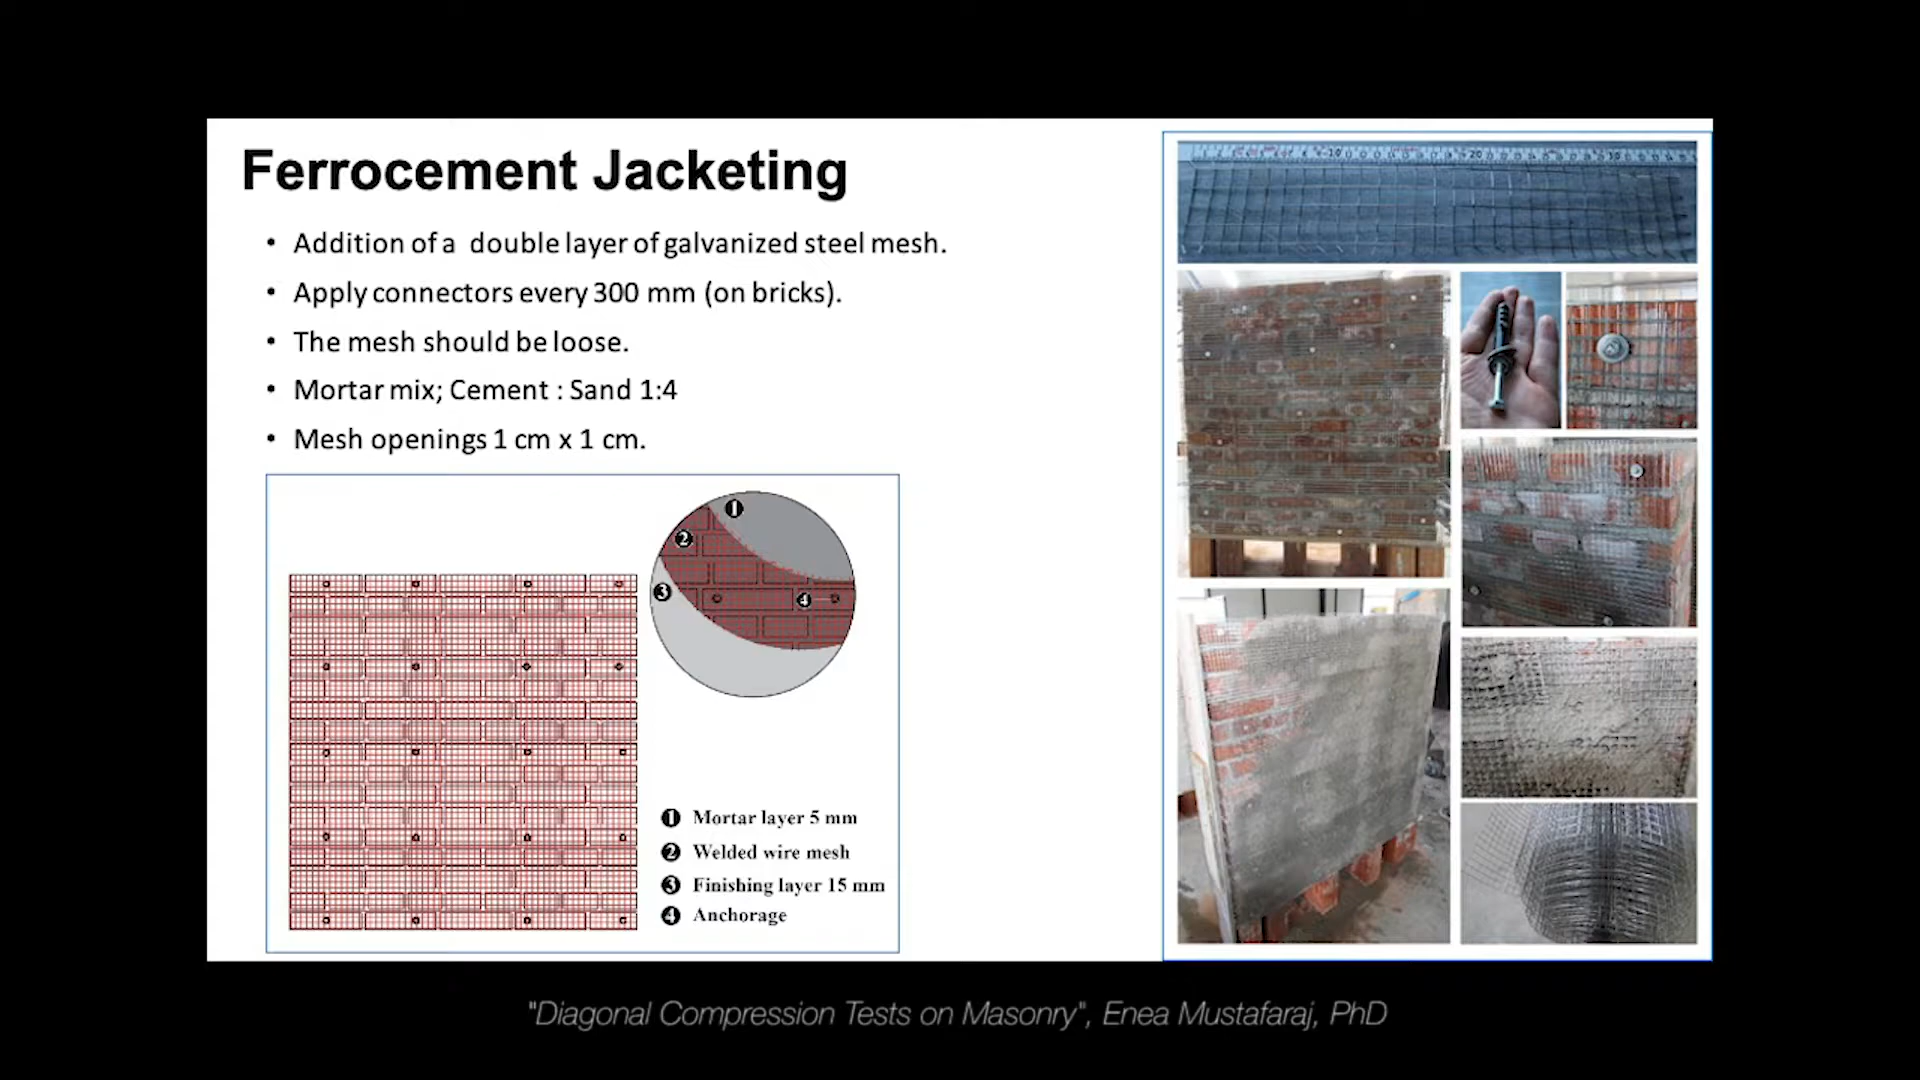 Ferrocement Jacketing
• Addition of a double layer of galvanized steel mesh.
• Apply connectors every 300 mm (on bricks).
• The mesh should be loose.
• Mortar mix; Cement : Sand 1:4
• Mesh openings 1 cm x 1 cm.
1
2
3
4
1 Mortar layer 5 mm
2 Welded wire mesh
3 Finishing layer 15 mm
4 Anchorage
"Diagonal Compression Tests on Masonry", Enea Mustafaraj, PhD